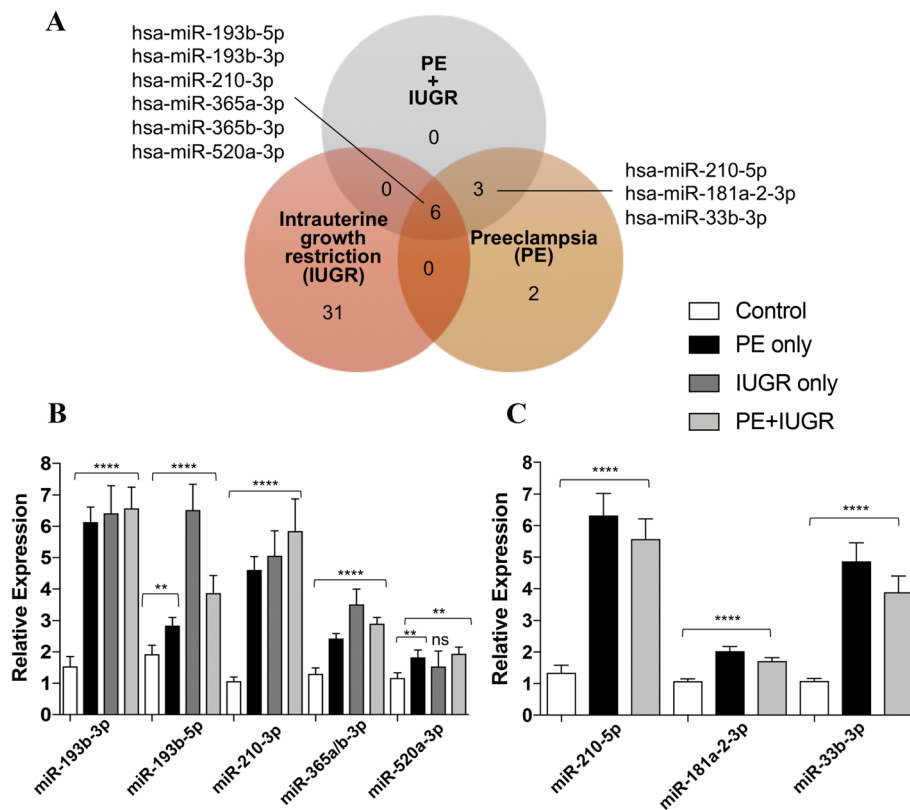 A
hsa-miR-193b-5p
hsa-miR-193b-3p
hsa-miR-210-3p
hsa-miR-365a-3p
hsa-miR-365b-3p
hsa-miR-520a-3p
PE
+
IUGR
0
0
3
6
hsa-miR-210-5p
hsa-miR-181a-2-3p
hsa-miR-33b-3p
Intrauterine
growth
restriction
(IUGR)
Preeclampsia
(PE)
0
31
2
Control
PE only
IUGR only
PE+IUGR
B
Relative Expression
8
7
6
5
4
3
2
1
0
****
****
****
**
****
**
**
ns
miR-193b-3p
miR-193b-5p
miR-210-3p
miR-365a/b-3p
miR-520a-3p
C
Relative Expression
8
7
6
5
4
3
2
1
0
****
****
****
miR-210-5p
miR-181a-2-3p
miR-33b-3p